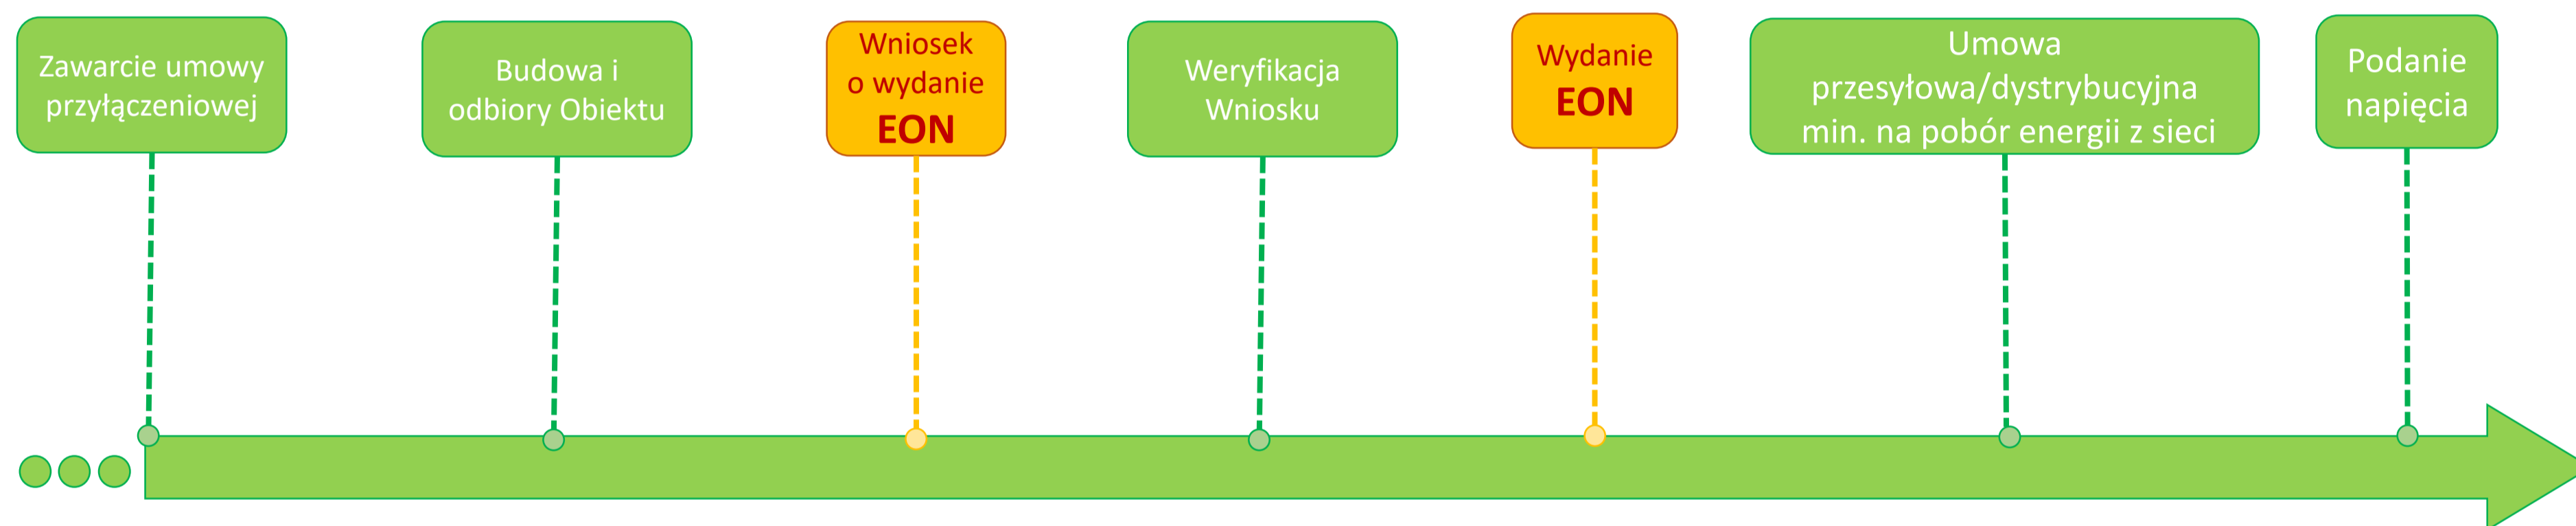 Zawarcie umowy
przyłączeniowej
Budowa i
odbiory Obiektu
Wniosek
o wydanie
EON
Weryfikacja
Wniosku
Wydanie
EON
Umowa
przesyłowa/dystrybucyjna
min. na pobór energii z sieci
Podanie
napięcia